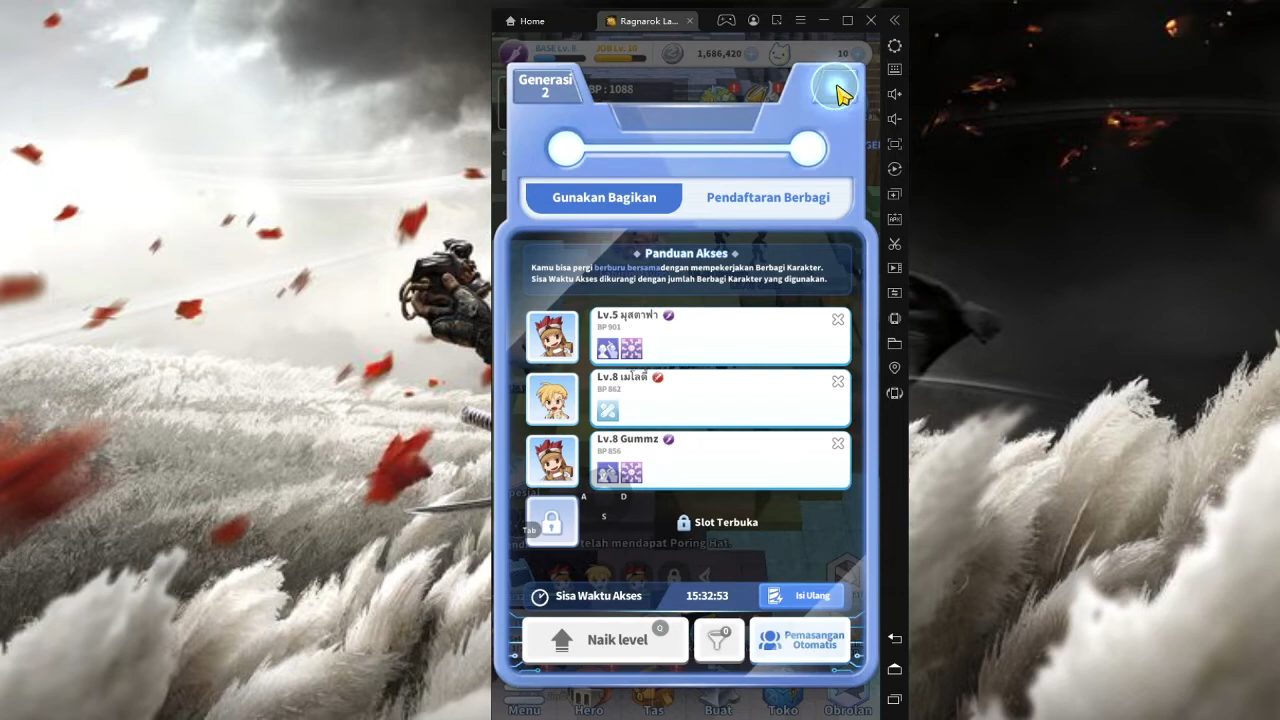 Home
Ragnarok La...
BASE Lv. 8
JOB Lv. 10
1,686,420
10
Generasi
2
BP : 1088
Gunakan Bagikan
Pendaftaran Berbagi
Panduan Akses
Kamu bisa pergi berburu bersamadengan mempekerjakan Berbagi Karakter.
Sisa Waktu Akses dikurangi dengan jumlah Berbagi Karakter yang digunakan.
Lv.5 มุสตาฟา
BP 901
Lv.8 เมโลดี้
BP 862
Lv.8 Gummz
BP 856
A
D
S
Tab
Slot Terbuka
telah mendapat Poring Hat.
Sisa Waktu Akses
15:32:53
Isi Ulang
Naik level
Q
0
Pemasangan
Otomatis
Menu
Hero
Tas
Buat
Toko
Obrolan